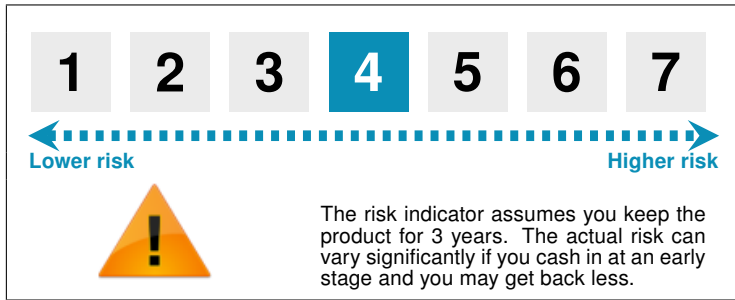 1 2 3 4 5 6 7
Lower risk Higher risk
!
The risk indicator assumes you keep the
product for 3 years. The actual risk can
vary significantly if you cash in at an early
stage and you may get back less.